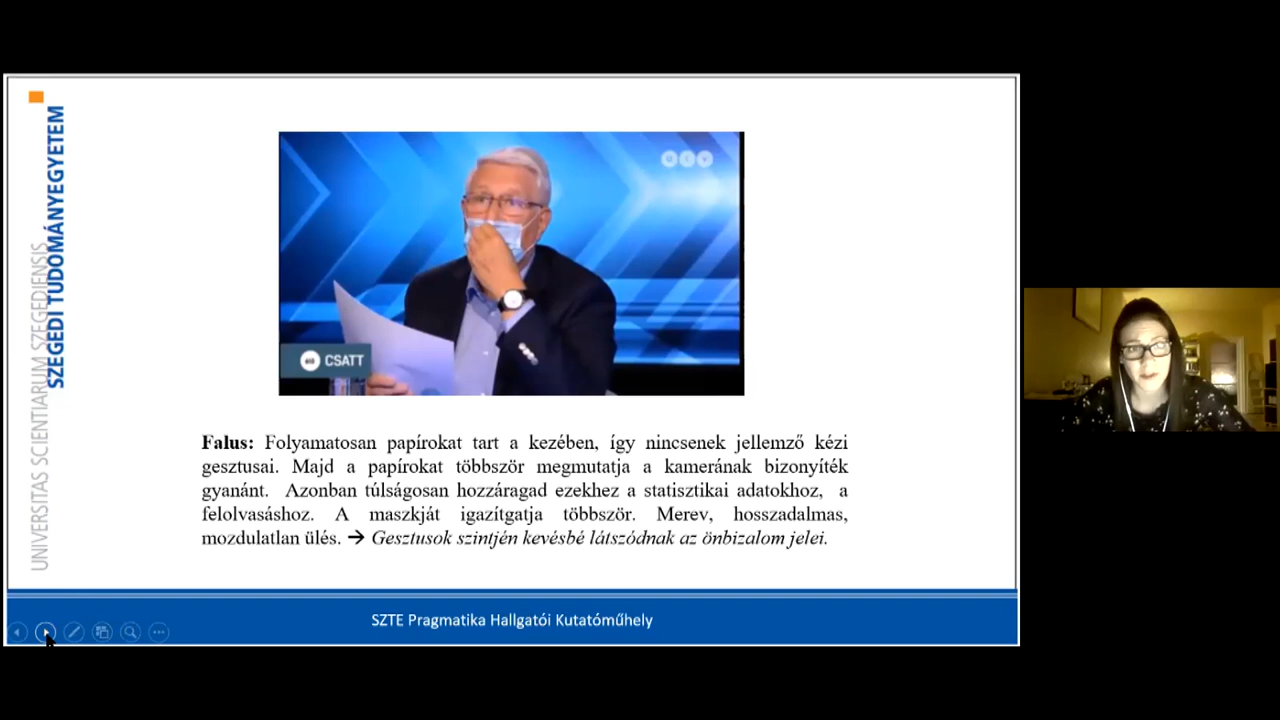 UNIVERSITAS SCIENTIARUM SZEGEDIENSIS
SZEGEDI TUDOMÁNYEGYETEM
CSATT
Falus: Folyamatosan papírokat tart a kezében, így nincsenek jellemző kézi
gesztusai. Majd a papírokat többször megmutatja a kamerának bizonyíték
gyanánt. Azonban túlságosan hozzáragad ezekhez a statisztikai adatokhoz, a
felolvasáshoz. A maszkját igazítgatja többször. Merev, hosszadalmas,
mozdulatlan ülés. → Gesztusok szintjén kevésbé látszódnak az önbizalom jelei.
SZTE Pragmatika Hallgatói Kutatóműhely